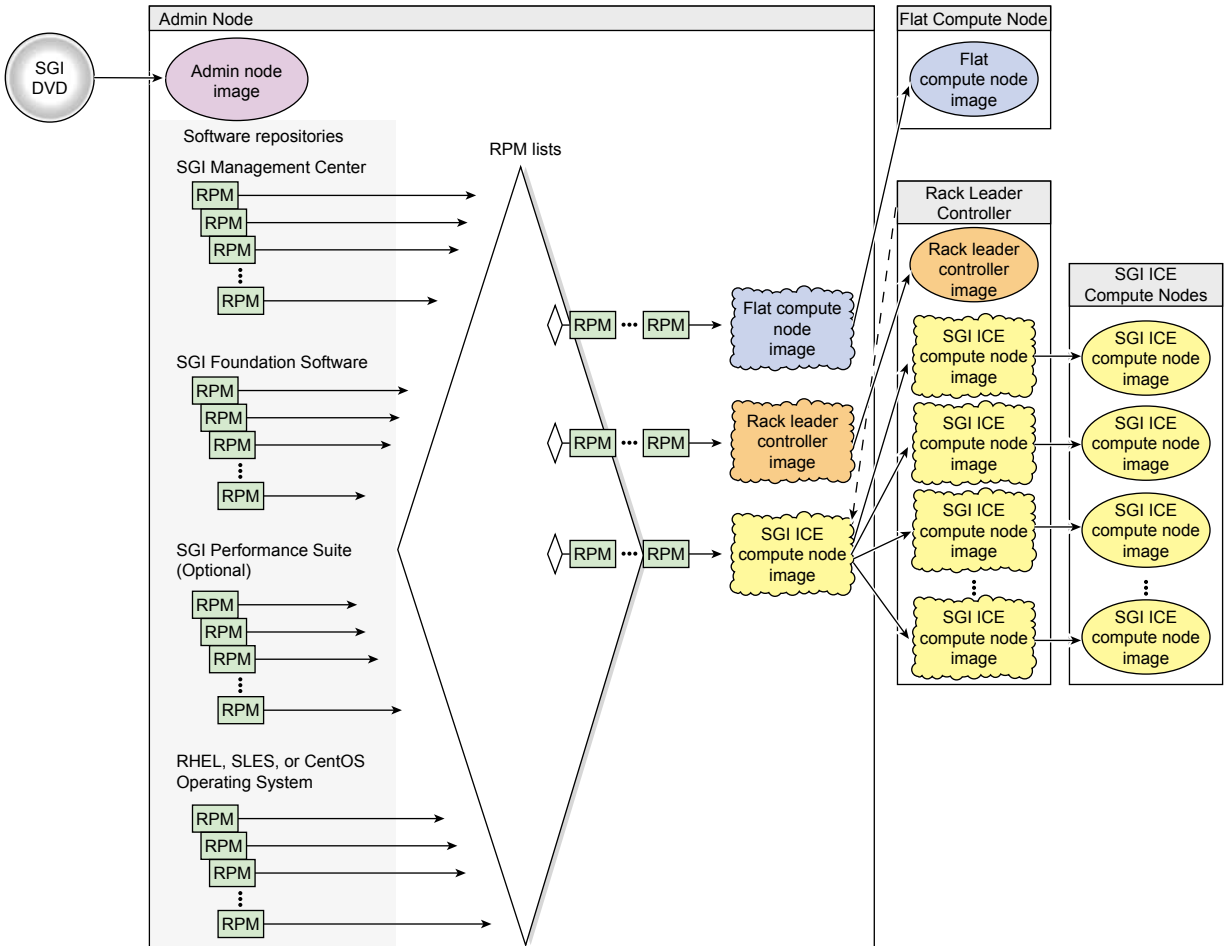 Admin Node
SGI
DVD
Admin node
image
Software repositories
SGI Management Center
RPM
RPM
RPM
RPM
SGI Foundation Software
RPM
RPM
RPM
RPM
SGI Performance Suite
(Optional)
RPM
RPM
RPM
RPM
RHEL, SLES, or CentOS
Operating System
RPM
RPM
RPM
RPM
RPM lists
RPM RPM
Flat compute
node
image
RPM RPM
Rack leader
controller
image
RPM RPM
SGI ICE
compute node
image
Flat Compute Node
Flat
compute node
image
Rack Leader
Controller
Rack leader
controller
image
SGI ICE
compute node
image
SGI ICE
compute node
image
SGI ICE
compute node
image
SGI ICE
compute node
image
SGI ICE
Compute Nodes
SGI ICE
compute node
image
SGI ICE
compute node
image
SGI ICE
compute node
image
SGI ICE
compute node
image